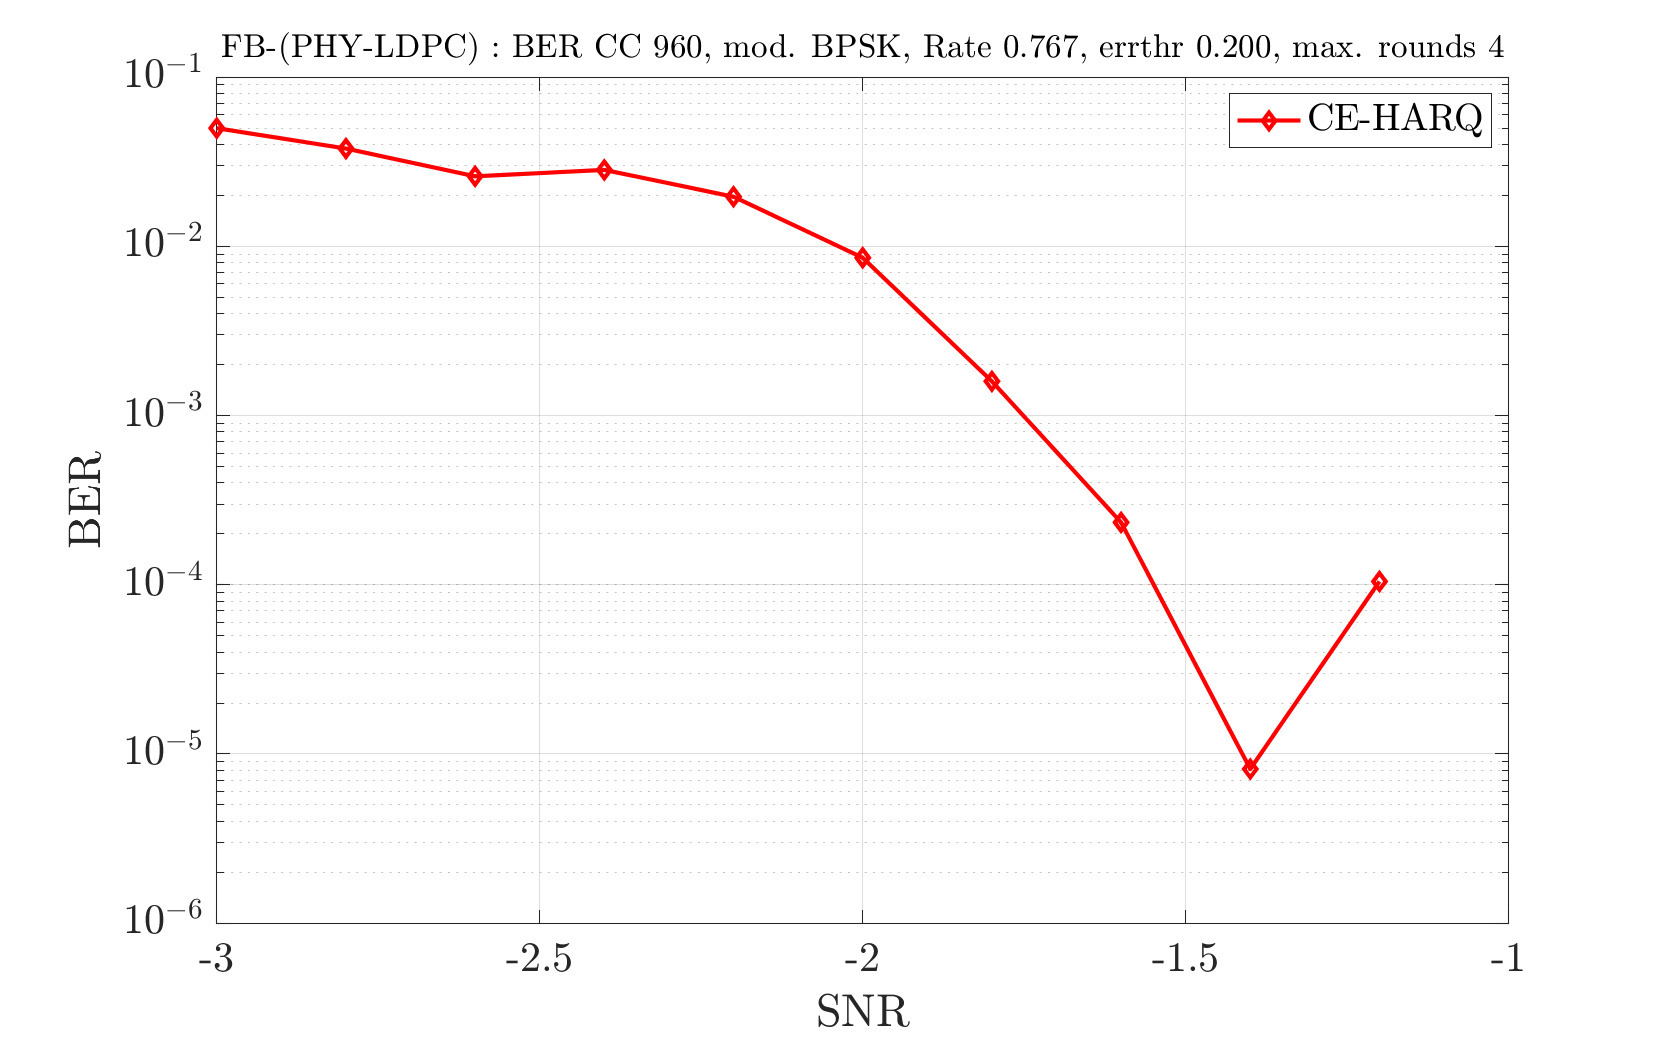 FB-(PHY-LDPC) : BER CC 960, mod. BPSK, Rate 0.767, errthr 0.200, max. rounds 4
CE-HARQ
10^{-1}
10^{-2}
10^{-3}
10^{-4}
10^{-5}
10^{-6}
BER
-3 -2.5 -2 -1.5 -1
SNR